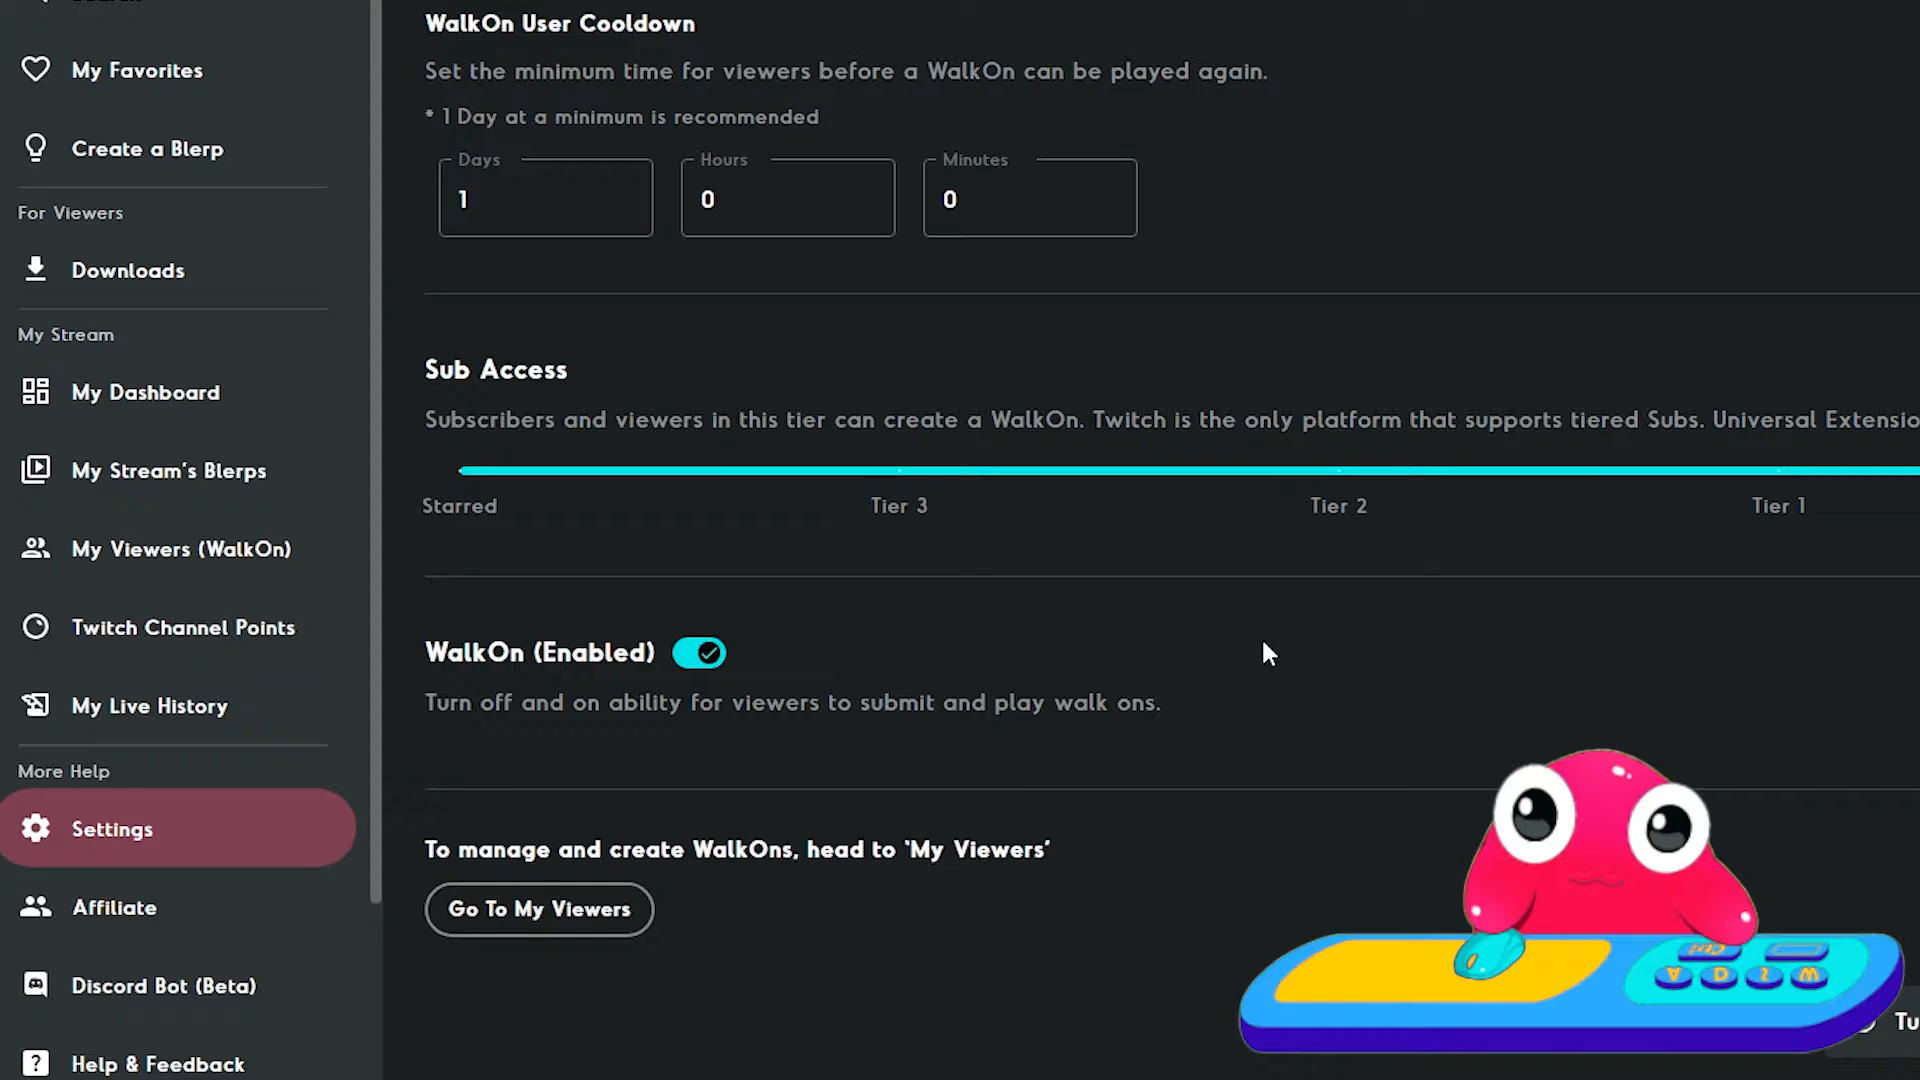 My Favorites
Create a Blerp
For Viewers
Downloads
My Stream
My Dashboard
My Stream's Blerps
My Viewers (WalkOn)
Twitch Channel Points
My Live History
More Help
Settings
Affiliate
Discord Bot (Beta)
Help & Feedback
WalkOn User Cooldown
Set the minimum time for viewers before a WalkOn can be played again.
* 1 Day at a minimum is recommended
Days Hours Minutes
1 0 0
Sub Access
Subscribers and viewers in this tier can create a WalkOn. Twitch is the only platform that supports tiered Subs. Universal Extensio
Starred Tier 3 Tier 2 Tier 1
WalkOn (Enabled)
Turn off and on ability for viewers to submit and play walk ons.
To manage and create WalkOns, head to 'My Viewers'
Go To My Viewers
Tu